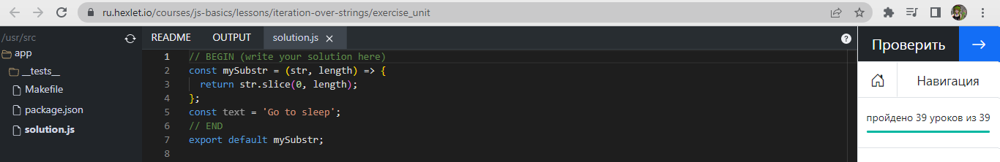 ru.hexlet.io/courses/js-basics/lessons/iteration-over-strings/exercise_unit
/usr/src
app
__tests__
Makefile
package.json
solution.js
README OUTPUT solution.js × ?
1 // BEGIN (write your solution here)
2 const mySubstr = (str, length) => {
3 return str.slice(0, length);
4 };
5 const text = 'Go to sleep';
6 // END
7 export default mySubstr;
8
Проверить →
Навигация
пройдено 39 уроков из 39